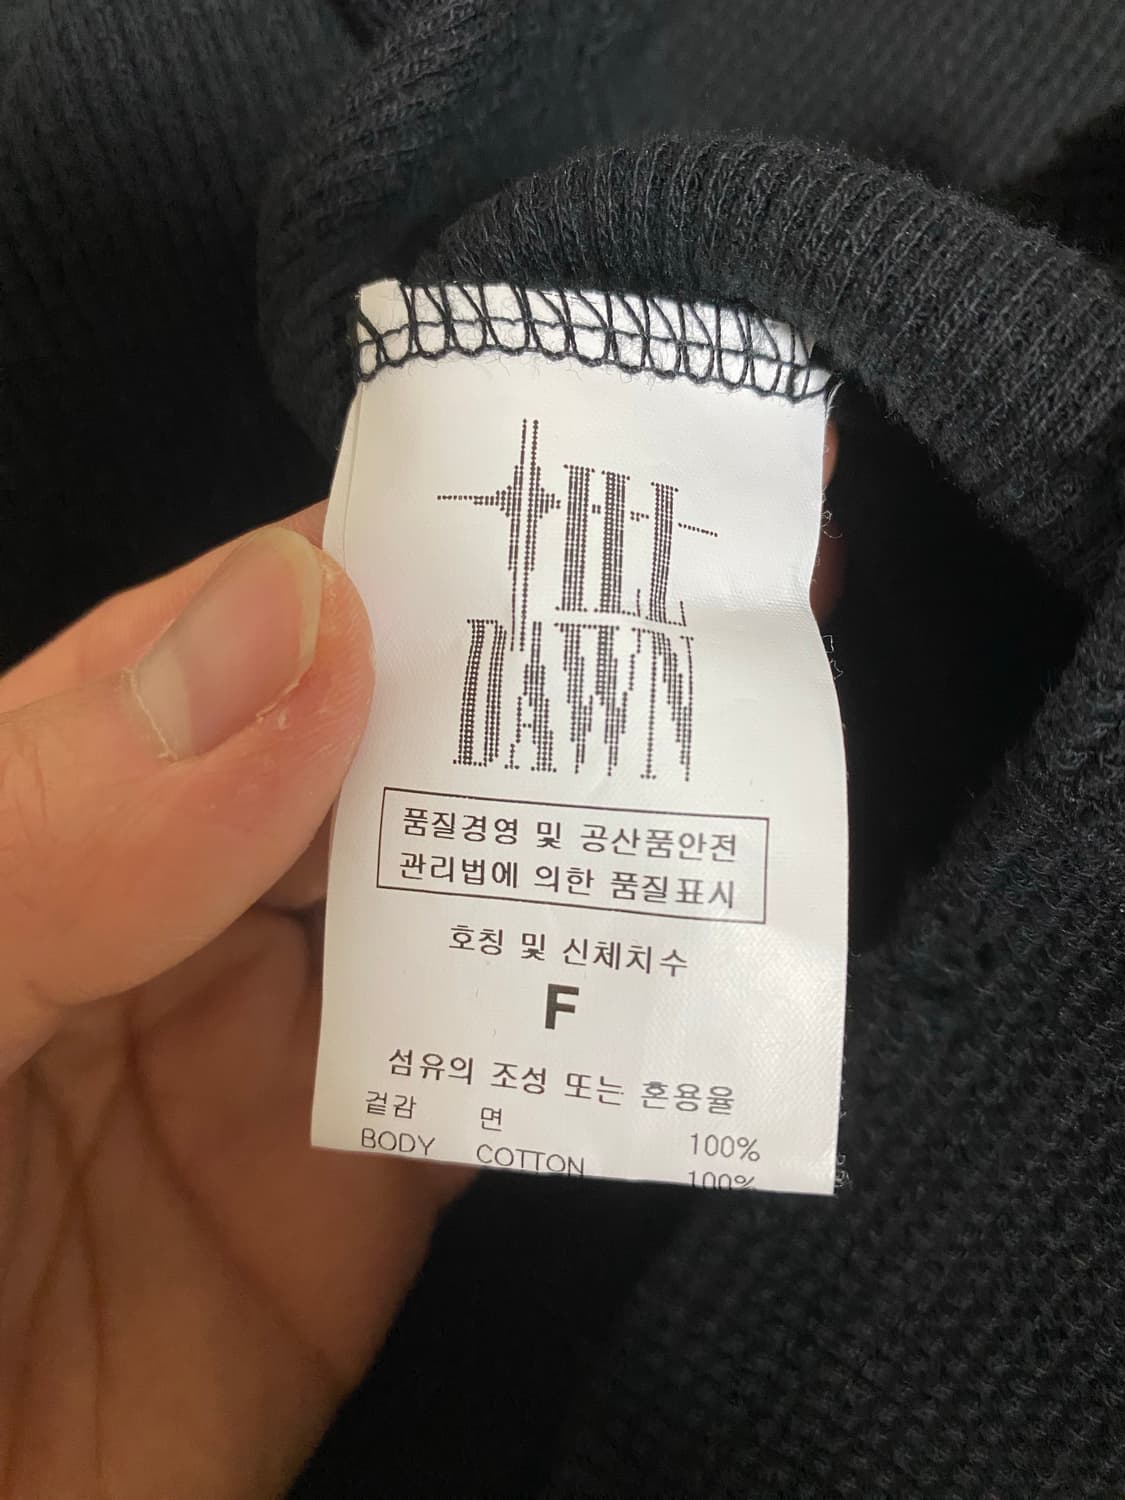 TILL
DAWN
품질경영 및 공산품안전
관리법에 의한 품질표시
호칭 및 신체치수
F
섬유의 조성 또는 혼용율
겉감 면 100%
BODY COTTON 100%